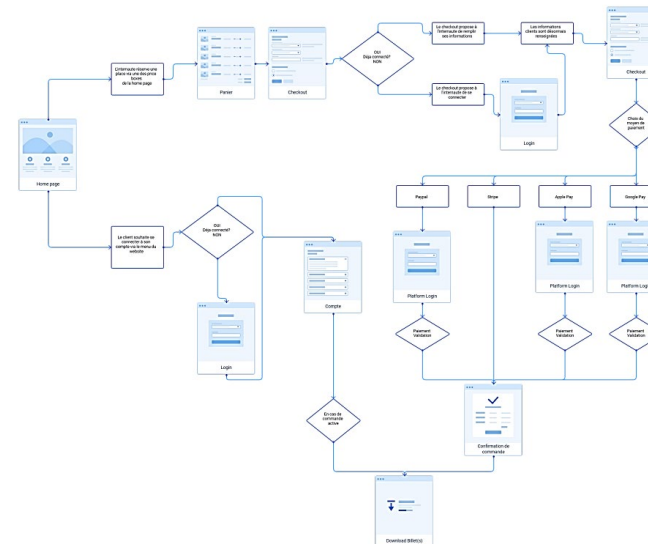 L'internaute réserve une
place via une des price
boxes
de la home page
Panier
Checkout
OUI
Déja connecté?
NON
Le checkout propose à
l'internaute de remplir
ses informations
Les informations
clients sont désormais
renseignées
Checkout
Le checkout propose à
l'internaute de se
connecter
Login
Choix du
moyen de
paiement
Home page
Paypal
Stripe
Apple Pay
Google Pay
Le client souhaite se
connecter à son
compte via le menu du
website
OUI
Déja connecté?
NON
Login
Compte
Platform Login
Platform Login
Platform Login
Paiement
Validation
Paiement
Validation
Paiement
Validation
En cas de
commande
active
Confirmation de
commande
Download Billet(s)